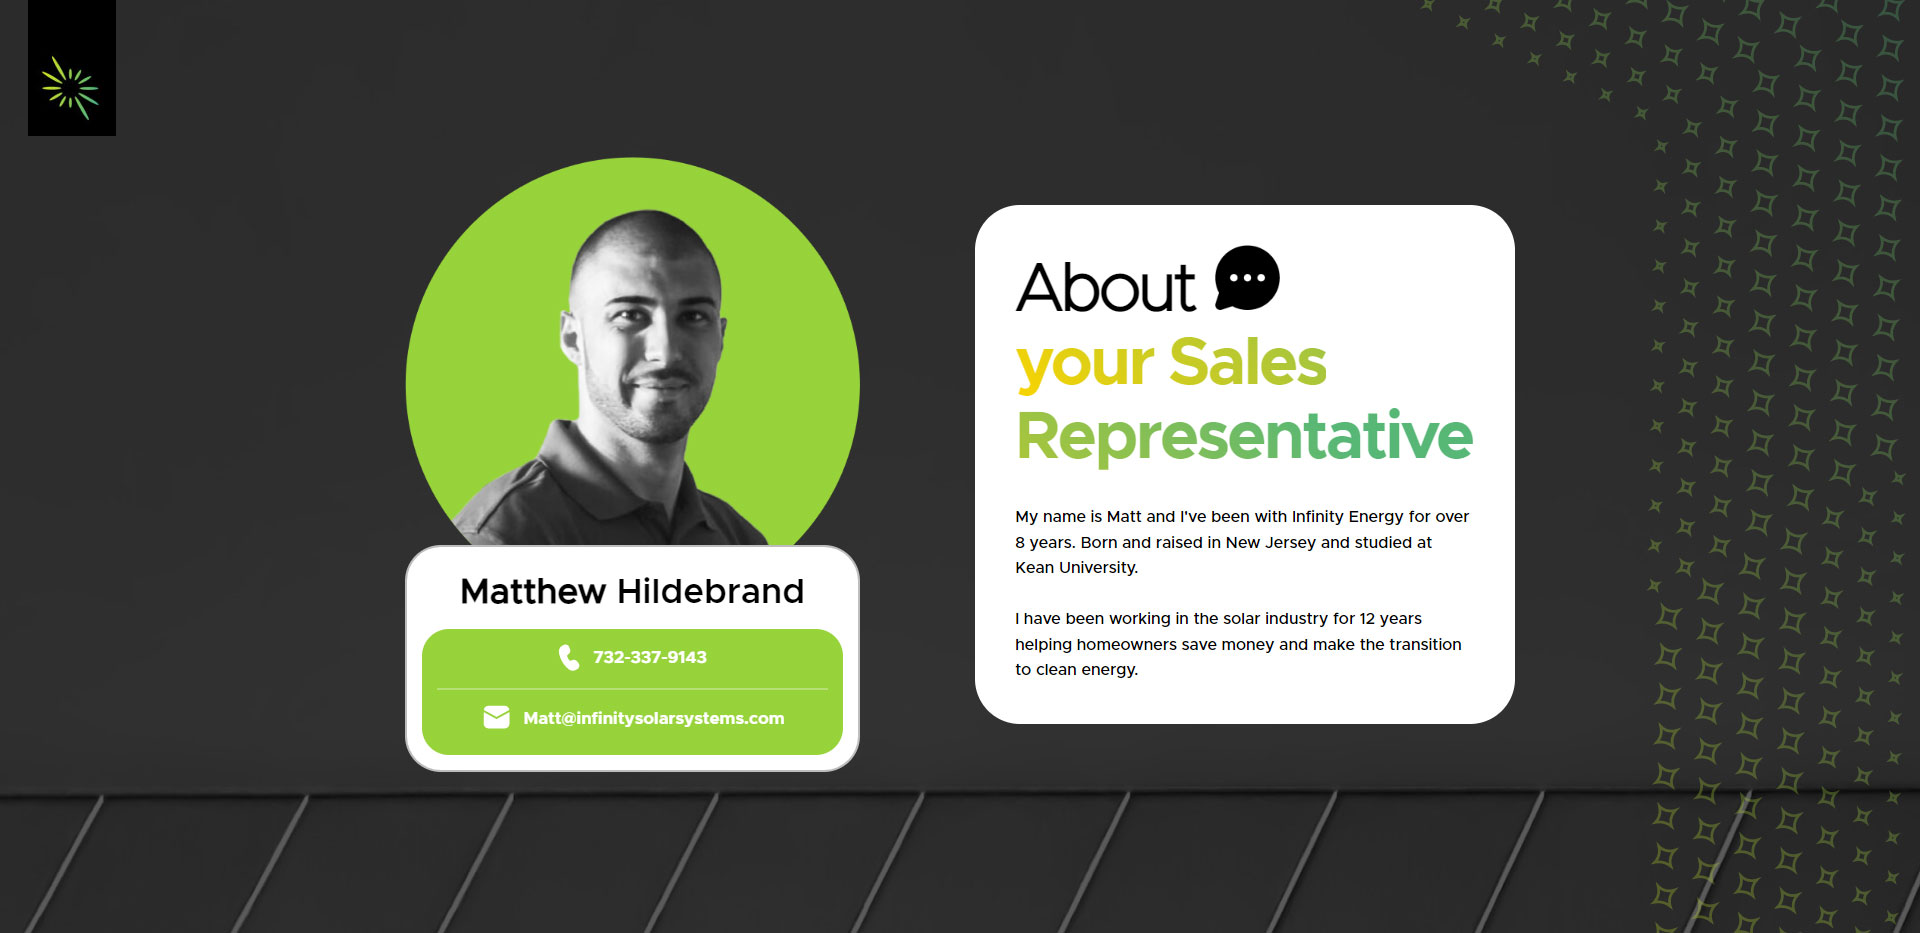 About
your Sales
Representative
My name is Matt and I've been with Infinity Energy for over
8 years. Born and raised in New Jersey and studied at
Kean University.
I have been working in the solar industry for 12 years
helping homeowners save money and make the transition
to clean energy.
Matthew Hildebrand
732-337-9143
Matt@infinitysolarsystems.com